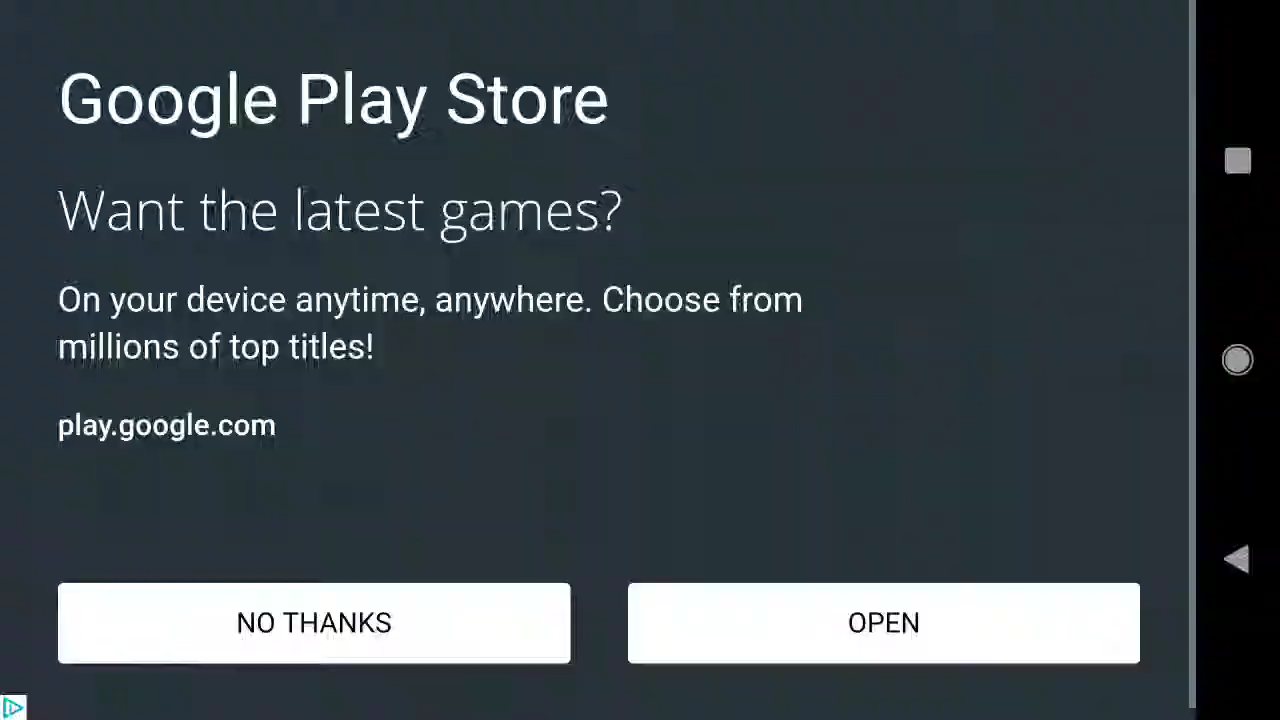 Google Play Store
Want the latest games?
On your device anytime, anywhere. Choose from
millions of top titles!
play.google.com
NO THANKS
OPEN